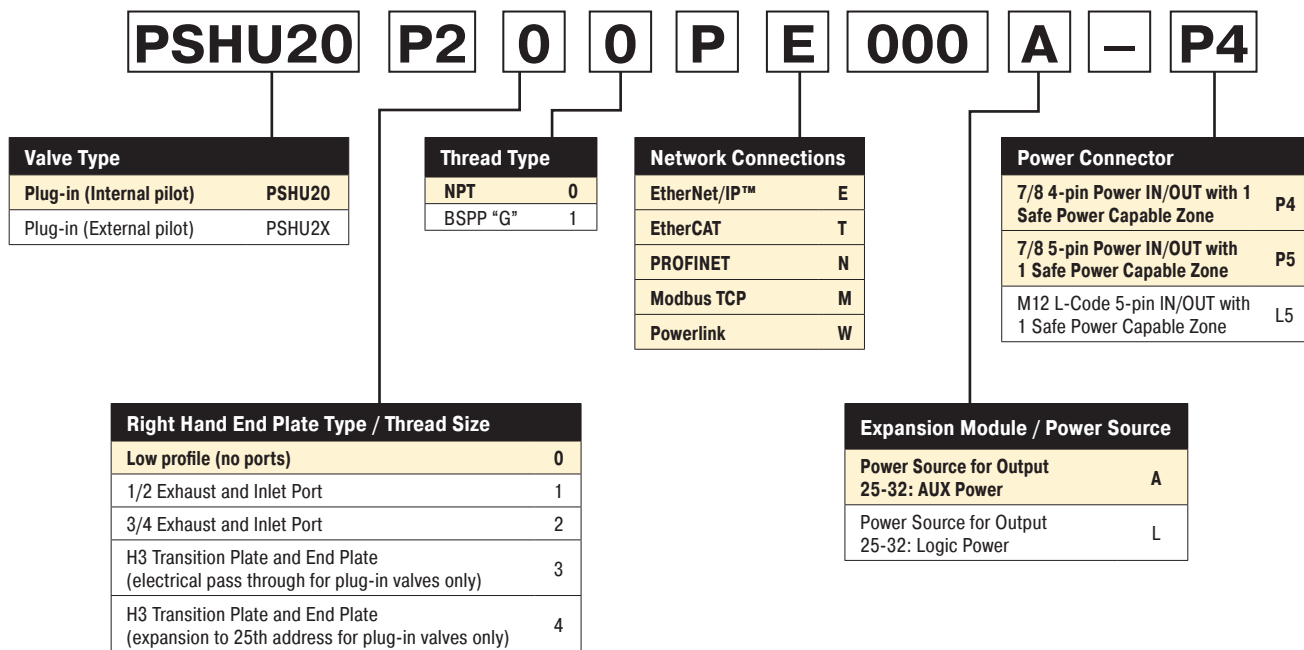 PSHU20 P2 0 0 P E 000 A – P4
Valve Type
Plug-in (Internal pilot) PSHU20
Plug-in (External pilot) PSHU2X
Thread Type
NPT 0
BSPP “G” 1
Network Connections
EtherNet/IP™ E
EtherCAT T
PROFINET N
Modbus TCP M
Powerlink W
Power Connector
7/8 4-pin Power IN/OUT with 1
Safe Power Capable Zone P4
7/8 5-pin Power IN/OUT with
1 Safe Power Capable Zone P5
M12 L-Code 5-pin IN/OUT with
1 Safe Power Capable Zone L5
Right Hand End Plate Type / Thread Size
Low profile (no ports) 0
1/2 Exhaust and Inlet Port 1
3/4 Exhaust and Inlet Port 2
H3 Transition Plate and End Plate
(electrical pass through for plug-in valves only) 3
H3 Transition Plate and End Plate
(expansion to 25th address for plug-in valves only) 4
Expansion Module / Power Source
Power Source for Output
25-32: AUX Power A
Power Source for Output
25-32: Logic Power L